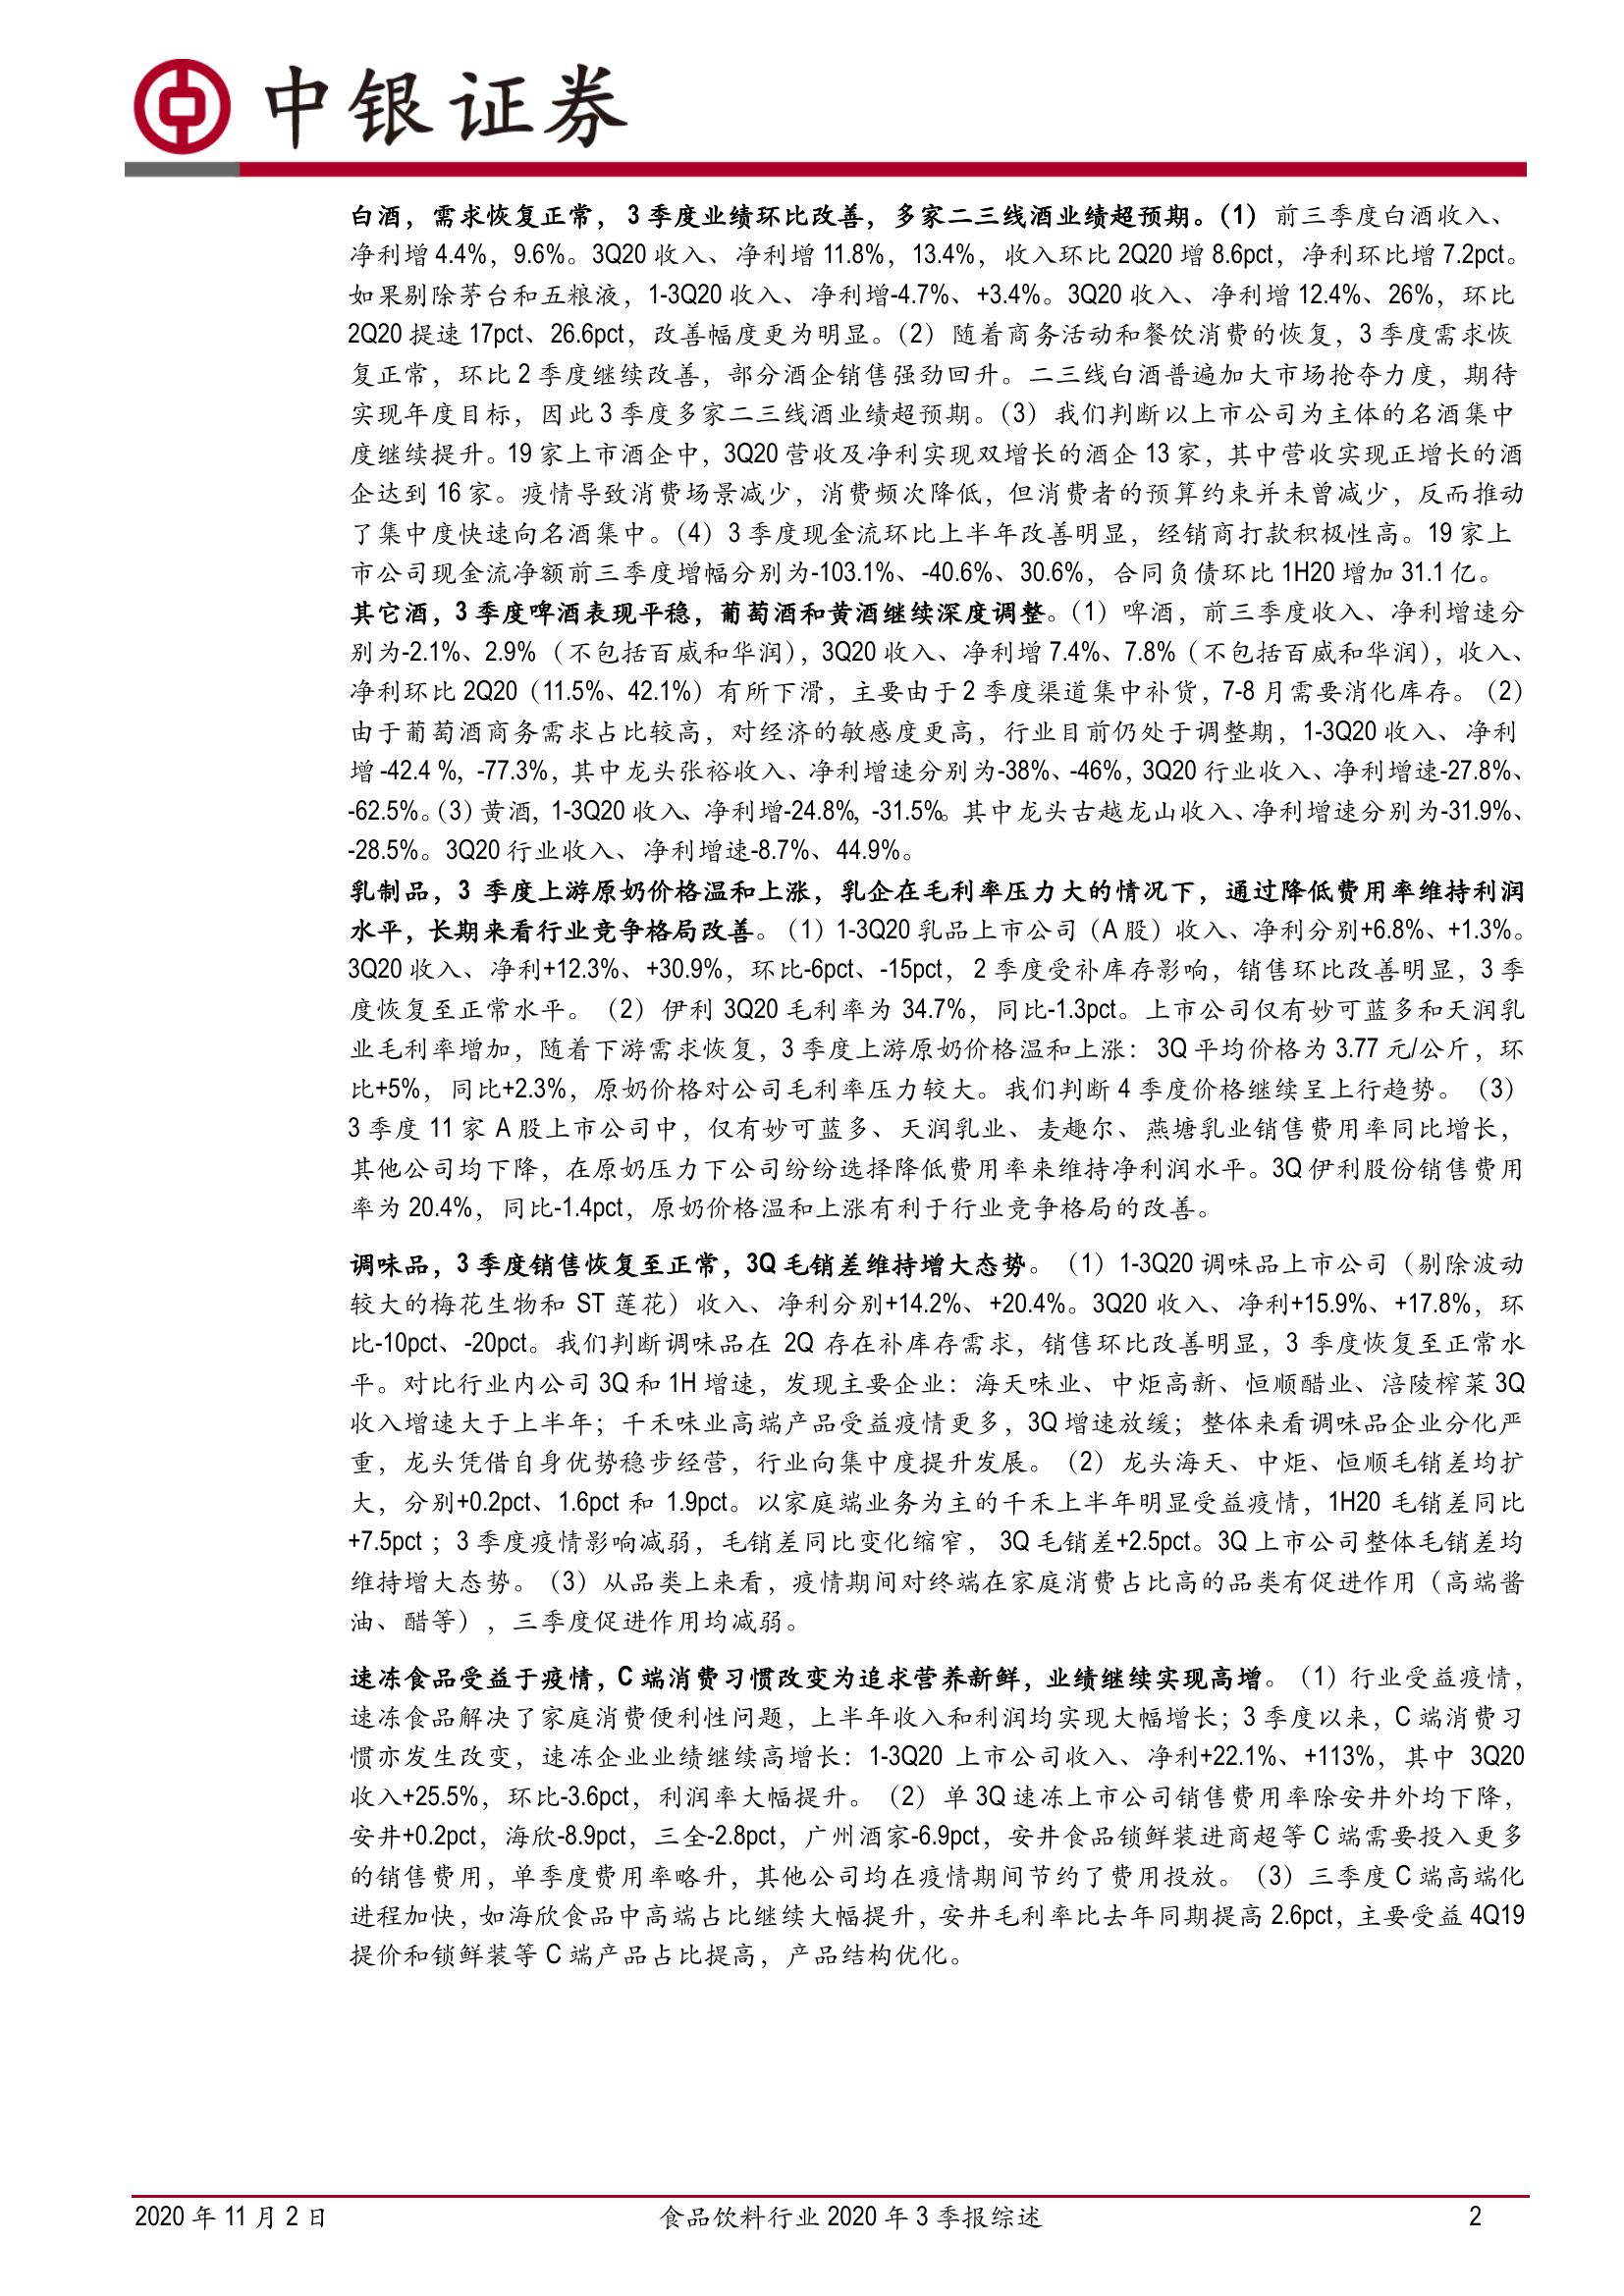 中银证券
白酒，需求恢复正常，3 季度业绩环比改善，多家二三线酒业绩超预期。（1）前三季度白酒收入、
净利增 4.4%，9.6%。3Q20 收入、净利增 11.8%，13.4%，收入环比 2Q20 增 8.6pct，净利环比增 7.2pct。
如果剔除茅台和五粮液，1-3Q20 收入、净利增-4.7%、+3.4%。3Q20 收入、净利增 12.4%、26%，环比
2Q20 提速 17pct、26.6pct，改善幅度更为明显。（2）随着商务活动和餐饮消费的恢复，3 季度需求恢
复正常，环比 2 季度继续改善，部分酒企销售强劲回升。二三线白酒普遍加大市场抢夺力度，期待
实现年度目标，因此 3 季度多家二三线酒业绩超预期。（3）我们判断以上市公司为主体的名酒集中
度继续提升。19 家上市酒企中，3Q20 营收及净利实现双增长的酒企 13 家，其中营收实现正增长的酒
企达到 16 家。疫情导致消费场景减少，消费频次降低，但消费者的预算约束并未曾减少，反而推动
了集中度快速向名酒集中。（4）3 季度现金流环比上半年改善明显，经销商打款积极性高。19 家上
市公司现金流净额前三季度增幅分别为-103.1%、-40.6%、30.6%，合同负债环比 1H20 增加 31.1 亿。
其它酒，3 季度啤酒表现平稳，葡萄酒和黄酒继续深度调整。（1）啤酒，前三季度收入、净利增速分
别为-2.1%、2.9%（不包括百威和华润），3Q20 收入、净利增 7.4%、7.8%（不包括百威和华润），收入、
净利环比 2Q20（11.5%、42.1%）有所下滑，主要由于 2 季度渠道集中补货，7-8 月需要消化库存。（2）
由于葡萄酒商务需求占比较高，对经济的敏感度更高，行业目前仍处于调整期，1-3Q20 收入、净利
增 -42.4 %，-77.3%，其中龙头张裕收入、净利增速分别为-38%、-46%，3Q20 行业收入、净利增速-27.8%、
-62.5%。（3）黄酒，1-3Q20 收入、净利增-24.8%，-31.5%。其中龙头古越龙山收入、净利增速分别为-31.9%、
-28.5%。3Q20 行业收入、净利增速-8.7%、44.9%。
乳制品，3 季度上游原奶价格温和上涨，乳企在毛利率压力大的情况下，通过降低费用率维持利润
水平，长期来看行业竞争格局改善。（1）1-3Q20 乳品上市公司（A 股）收入、净利分别+6.8%、+1.3%。
3Q20 收入、净利+12.3%、+30.9%，环比-6pct、-15pct，2 季度受补库存影响，销售环比改善明显，3 季
度恢复至正常水平。（2）伊利 3Q20 毛利率为 34.7%，同比-1.3pct。上市公司仅有妙可蓝多和天润乳
业毛利率增加，随着下游需求恢复，3 季度上游原奶价格温和上涨：3Q 平均价格为 3.77 元/公斤，环
比+5%，同比+2.3%，原奶价格对公司毛利率压力较大。我们判断 4 季度价格继续呈上行趋势。（3）
3 季度 11 家 A 股上市公司中，仅有妙可蓝多、天润乳业、麦趣尔、燕塘乳业销售费用率同比增长，
其他公司均下降，在原奶压力下公司纷纷选择降低费用率来维持净利润水平。3Q 伊利股份销售费用
率为 20.4%，同比-1.4pct，原奶价格温和上涨有利于行业竞争格局的改善。
调味品，3 季度销售恢复至正常，3Q 毛销差维持增大态势。（1）1-3Q20 调味品上市公司（剔除波动
较大的梅花生物和 ST 莲花）收入、净利分别+14.2%、+20.4%。3Q20 收入、净利+15.9%、+17.8%，环
比-10pct、-20pct。我们判断调味品在 2Q 存在补库存需求，销售环比改善明显，3 季度恢复至正常水
平。对比行业内公司 3Q 和 1H 增速，发现主要企业：海天味业、中炬高新、恒顺醋业、涪陵榨菜 3Q
收入增速大于上半年；千禾味业高端产品受益疫情更多，3Q 增速放缓；整体来看调味品企业分化严
重，龙头凭借自身优势稳步经营，行业向集中度提升发展。（2）龙头海天、中炬、恒顺毛销差均扩
大，分别+0.2pct、1.6pct 和 1.9pct。以家庭端业务为主的千禾上半年明显受益疫情，1H20 毛销差同比
+7.5pct ；3 季度疫情影响减弱，毛销差同比变化缩窄， 3Q 毛销差+2.5pct。3Q 上市公司整体毛销差均
维持增大态势。（3）从品类上来看，疫情期间对终端在家庭消费占比高的品类有促进作用（高端酱
油、醋等），三季度促进作用均减弱。
速冻食品受益于疫情，C 端消费习惯改变为追求营养新鲜，业绩继续实现高增。（1）行业受益疫情，
速冻食品解决了家庭消费便利性问题，上半年收入和利润均实现大幅增长；3 季度以来，C 端消费习
惯亦发生改变，速冻企业业绩继续高增长：1-3Q20 上市公司收入、净利+22.1%、+113%，其中 3Q20
收入+25.5%，环比-3.6pct，利润率大幅提升。（2）单 3Q 速冻上市公司销售费用率除安井外均下降，
安井+0.2pct，海欣-8.9pct，三全-2.8pct，广州酒家-6.9pct，安井食品锁鲜装进商超等 C 端需要投入更多
的销售费用，单季度费用率略升，其他公司均在疫情期间节约了费用投放。（3）三季度 C 端高端化
进程加快，如海欣食品中高端占比继续大幅提升，安井毛利率比去年同期提高 2.6pct，主要受益 4Q19
提价和锁鲜装等 C 端产品占比提高，产品结构优化。
2020 年 11 月 2 日
食品饮料行业 2020 年 3 季报综述
2